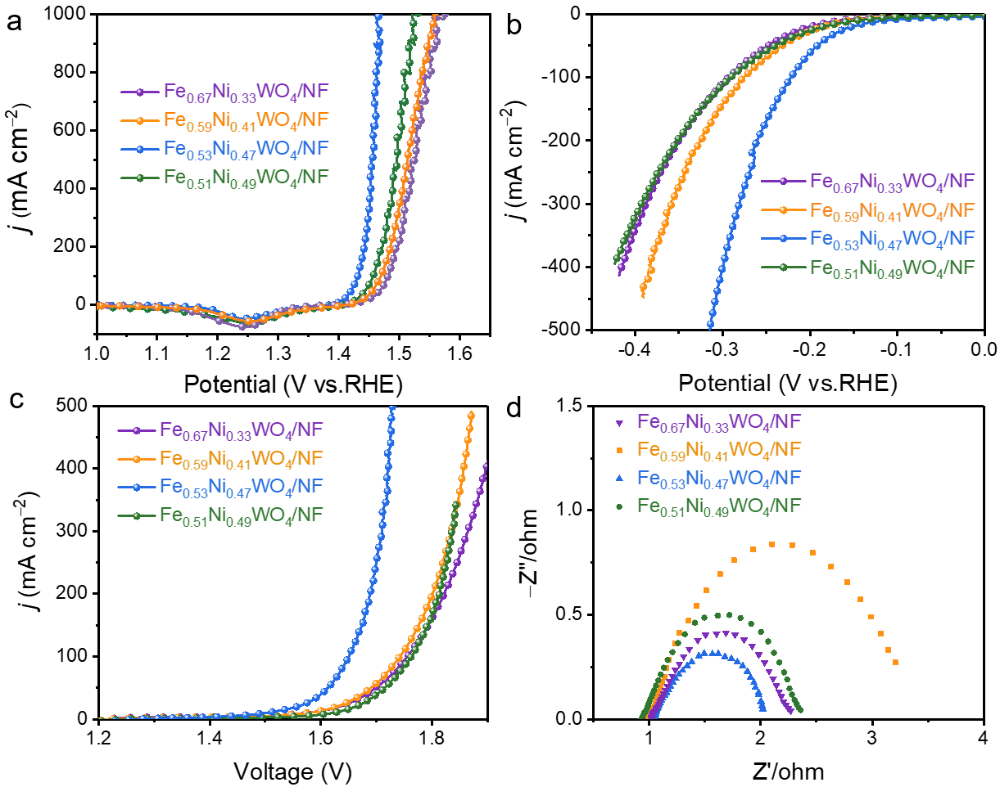 a
1000
800
600
400
200
0
j (mA cm⁻²)
Fe₀.₆₇Ni₀.₃₃WO₄/NF
Fe₀.₅₉Ni₀.₄₁WO₄/NF
Fe₀.₅₃Ni₀.₄₇WO₄/NF
Fe₀.₅₁Ni₀.₄₉WO₄/NF
1.0 1.1 1.2 1.3 1.4 1.5 1.6
Potential (V vs.RHE)
b
0
-100
-200
-300
-400
-500
j (mA cm⁻²)
Fe₀.₆₇Ni₀.₃₃WO₄/NF
Fe₀.₅₉Ni₀.₄₁WO₄/NF
Fe₀.₅₃Ni₀.₄₇WO₄/NF
Fe₀.₅₁Ni₀.₄₉WO₄/NF
-0.4 -0.3 -0.2 -0.1 0.0
Potential (V vs.RHE)
c
500
400
300
200
100
0
j (mA cm⁻²)
Fe₀.₆₇Ni₀.₃₃WO₄/NF
Fe₀.₅₉Ni₀.₄₁WO₄/NF
Fe₀.₅₃Ni₀.₄₇WO₄/NF
Fe₀.₅₁Ni₀.₄₉WO₄/NF
1.2 1.4 1.6 1.8
Voltage (V)
d
1.5
1.0
0.5
0.0
−Z"/ohm
Fe₀.₆₇Ni₀.₃₃WO₄/NF
Fe₀.₅₉Ni₀.₄₁WO₄/NF
Fe₀.₅₃Ni₀.₄₇WO₄/NF
Fe₀.₅₁Ni₀.₄₉WO₄/NF
1 2 3 4
Z'/ohm